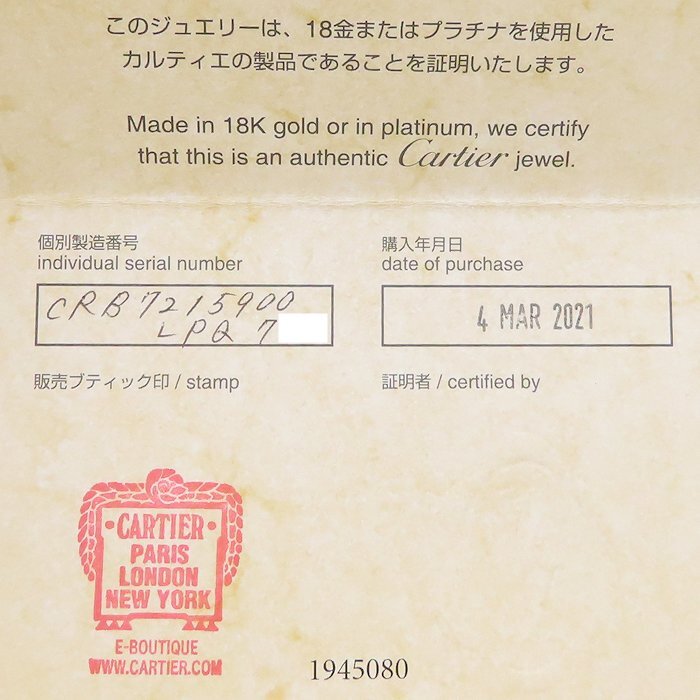 このジュエリーは、18金またはプラチナを使用した
カルティエの製品であることを証明いたします。
Made in 18K gold or in platinum, we certify
that this is an authentic Cartier jewel.
個別製造番号
individual serial number
CRB7215900
LPQ7
購入年月日
date of purchase
4 MAR 2021
販売ブティック印 / stamp
証明者 / certified by
·CARTIER·
PARIS
LONDON
NEW YORK
E-BOUTIQUE
WWW.CARTIER.COM
1945080